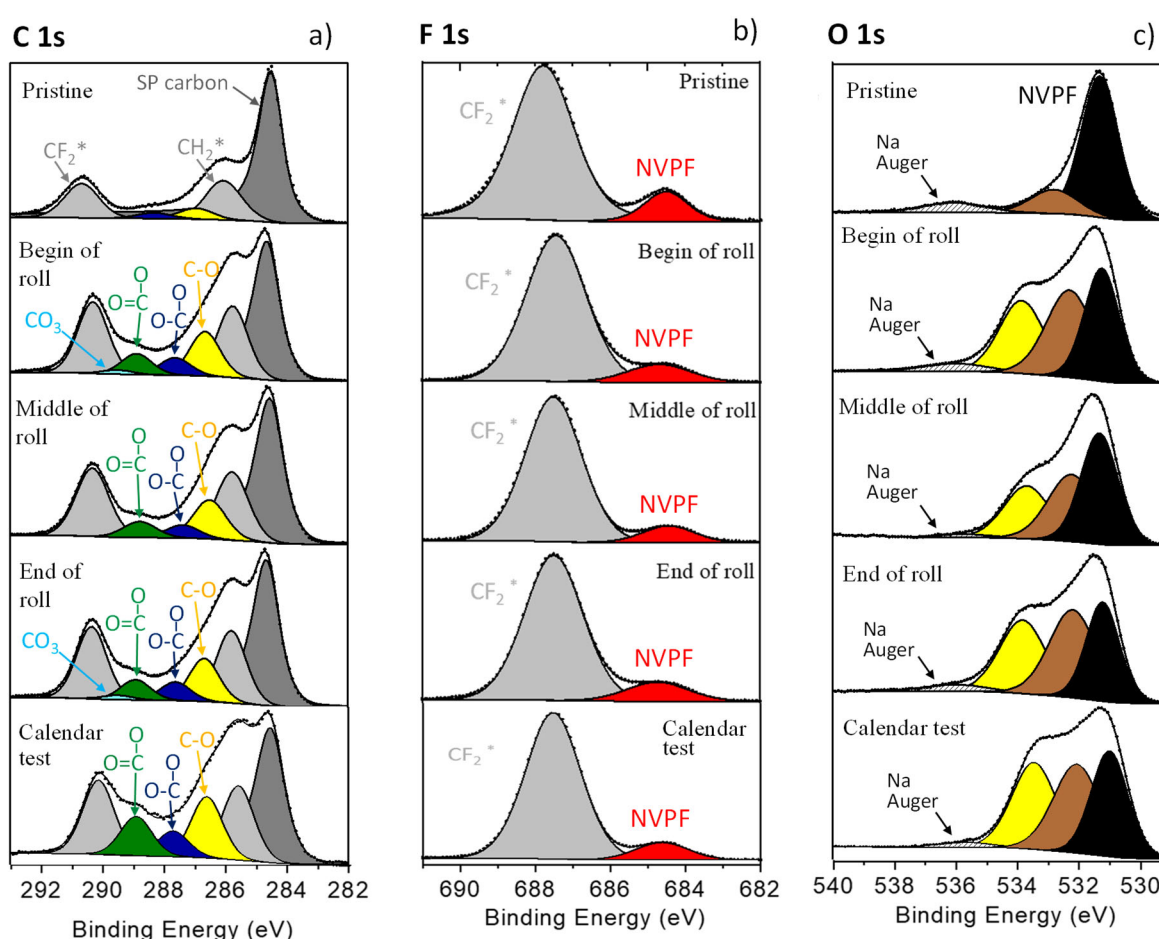 C 1s
a)
Pristine
SP carbon
CF2*
CH2*
Begin of
roll
O
O=C
O
O-C
C-O
CO3
Middle of
roll
O
O=C
O
O-C
C-O
End of
roll
O
O=C
O
O-C
C-O
CO3
Calendar
test
O
O=C
O
O-C
C-O
292 290 288 286 284 282
Binding Energy (eV)
F 1s
b)
Pristine
CF2*
NVPF
Begin of roll
CF2*
NVPF
Middle of roll
CF2*
NVPF
End of roll
CF2*
NVPF
Calendar
test
CF2*
NVPF
690 688 686 684 682
Binding Energy (eV)
O 1s
c)
Pristine
NVPF
Na
Auger
Begin of roll
Na
Auger
Middle of roll
Na
Auger
End of roll
Na
Auger
Calendar test
Na
Auger
540 538 536 534 532 530
Binding Energy (eV)